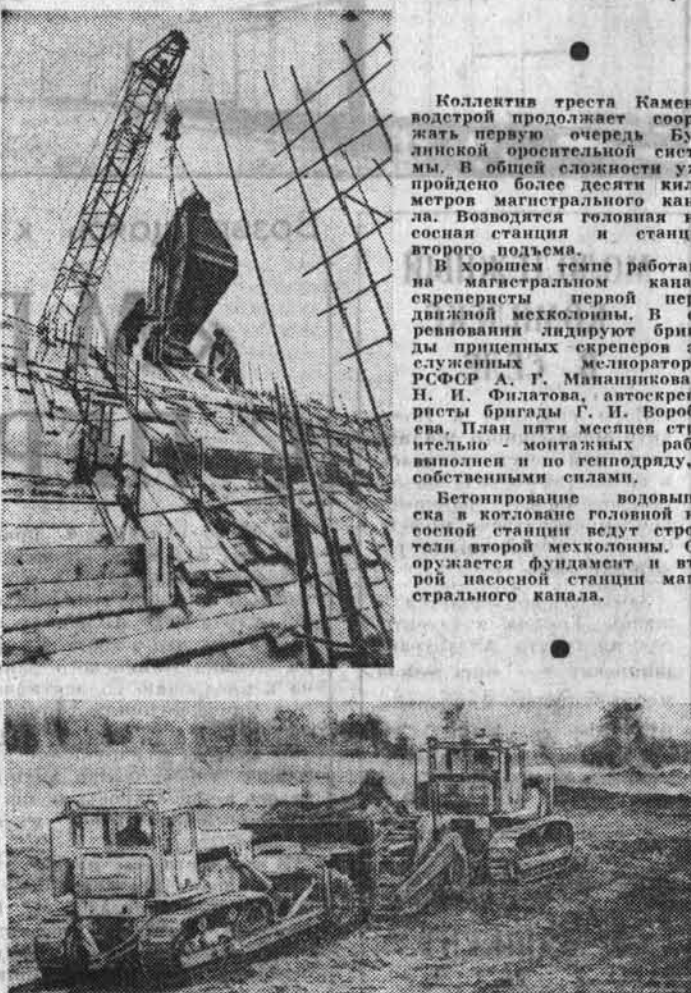 Коллектив треста Камен
водстрой продолжает соор
жать первую очередь Бу
линской оросительной сист
мы. В общей сложности уж
пройдено более десяти кил
метров магистрального кан
ла. Возводятся головная н
сосная станция и станц
второго подъема.
В хорошем темпе работа
на магистральном кана
скреперисты первой пер
движной мехколонны. В с
ревновании лидируют бриг
ды прицепных скреперов з
служенных мелиоратор
РСФСР А. Г. Мананникова
Н. И. Филатова, автоскреп
ристы бригады Г. И. Вороб
ева. План пяти месяцев стр
ительно - монтажных раб
выполнен и по генподряду,
собственными силами.
Бетонирование водовып
ска в котловане головной н
сосной станции ведут стро
тели второй мехколонны. С
оружается фундамент и вт
рой насосной станции маг
стрального канала.